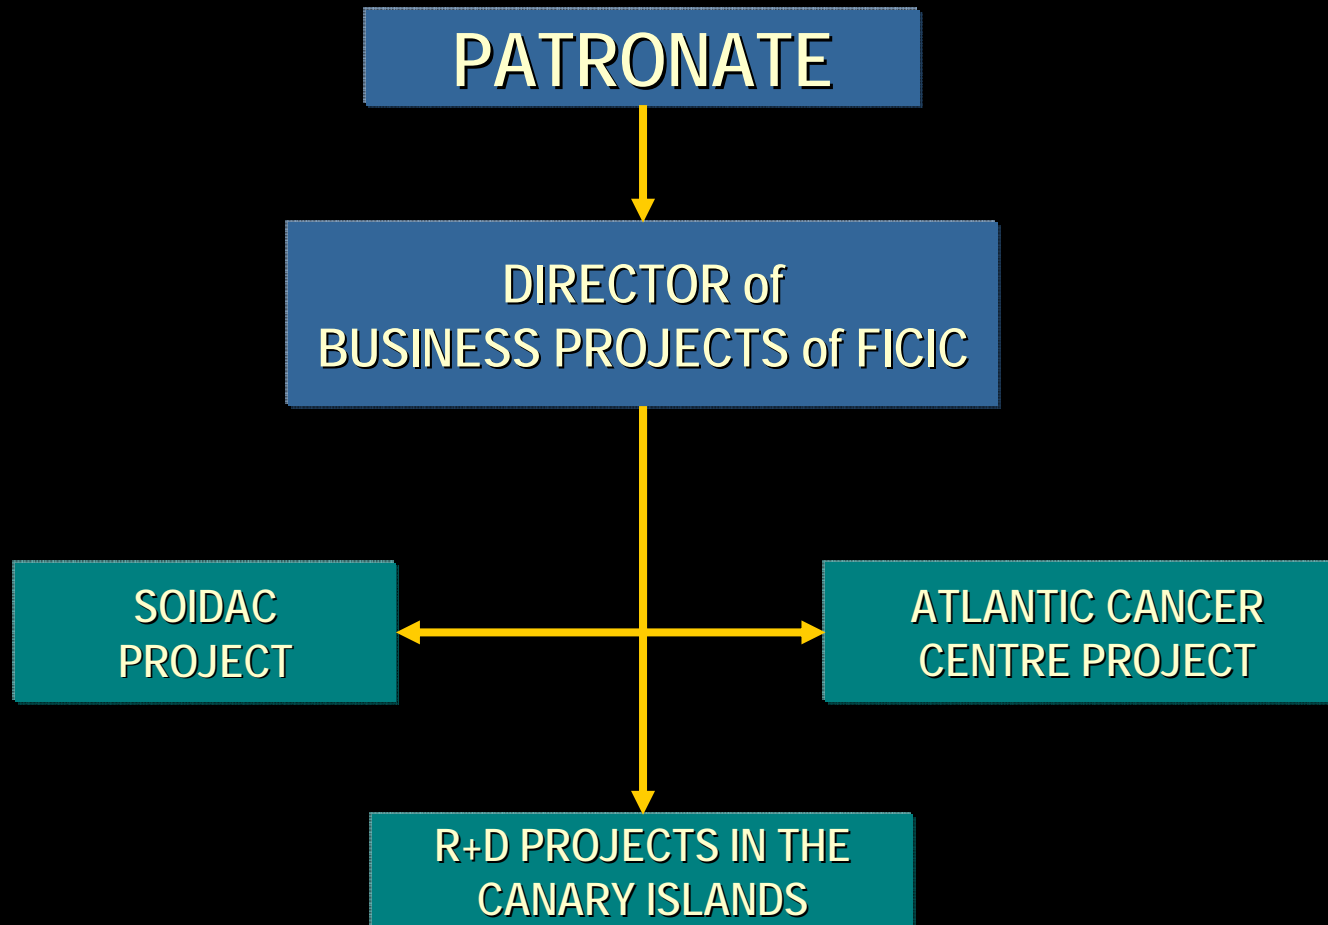 PATRONATE
DIRECTOR of
BUSINESS PROJECTS of FICIC
SOIDAC
PROJECT
ATLANTIC CANCER
CENTRE PROJECT
R+D PROJECTS IN THE
CANARY ISLANDS